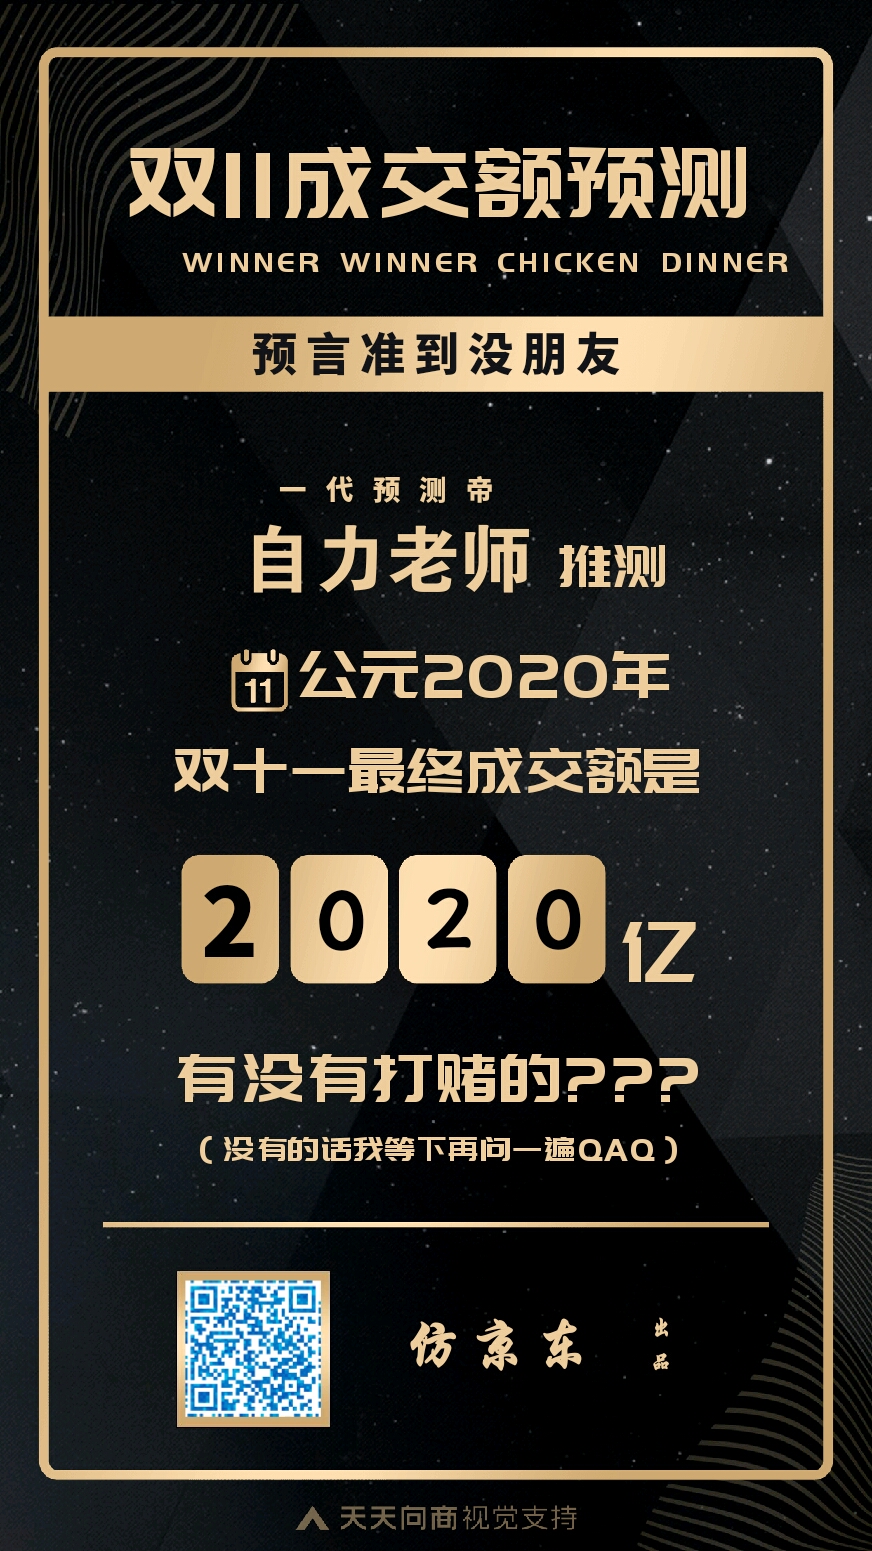 双11成交额预测
WINNER WINNER CHICKEN DINNER
预言准到没朋友
一代预测帝
自力老师 推测
11 公元2020年
双十一最终成交额是
2020亿
有没有打赌的???
(没有的话我等下再问一遍QAQ)
仿京东 出品
天天向商视觉支持